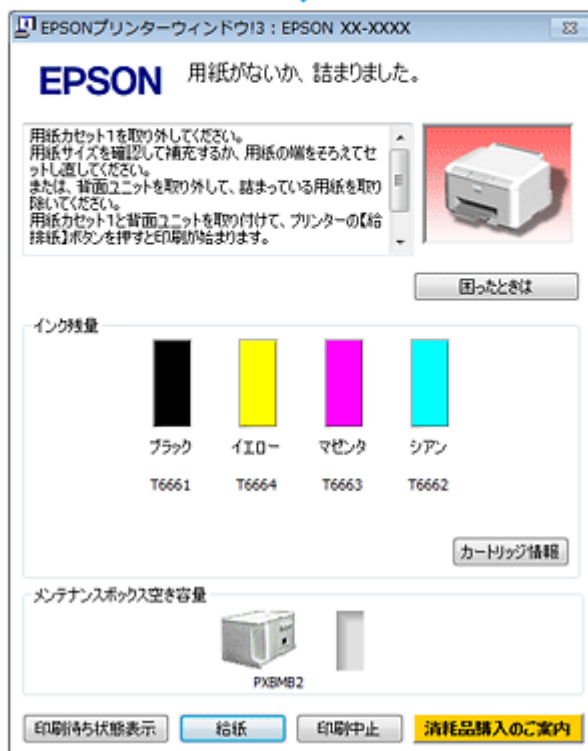 EPSONプリンターウィンドウ!3 : EPSON XX-XXXX
EPSON
用紙がないか、詰まりました。
用紙カセット1を取り外してください。
用紙サイズを確認して補充するか、用紙の端をそろえてセ
ットし直してください。
または、背面ユニットを取り外して、詰まっている用紙を取り
除いてください。
用紙カセット1と背面ユニットを取り付けて、プリンターの【給
排紙】ボタンを押すと印刷が始まります。
困ったときは
インク残量
ブラック イエロー マゼンタ シアン
T6661 T6664 T6663 T6662
カートリッジ情報
メンテナンスボックス空き容量
PXBMB2
印刷待ち状態表示 給紙 印刷中止 消耗品購入のご案内